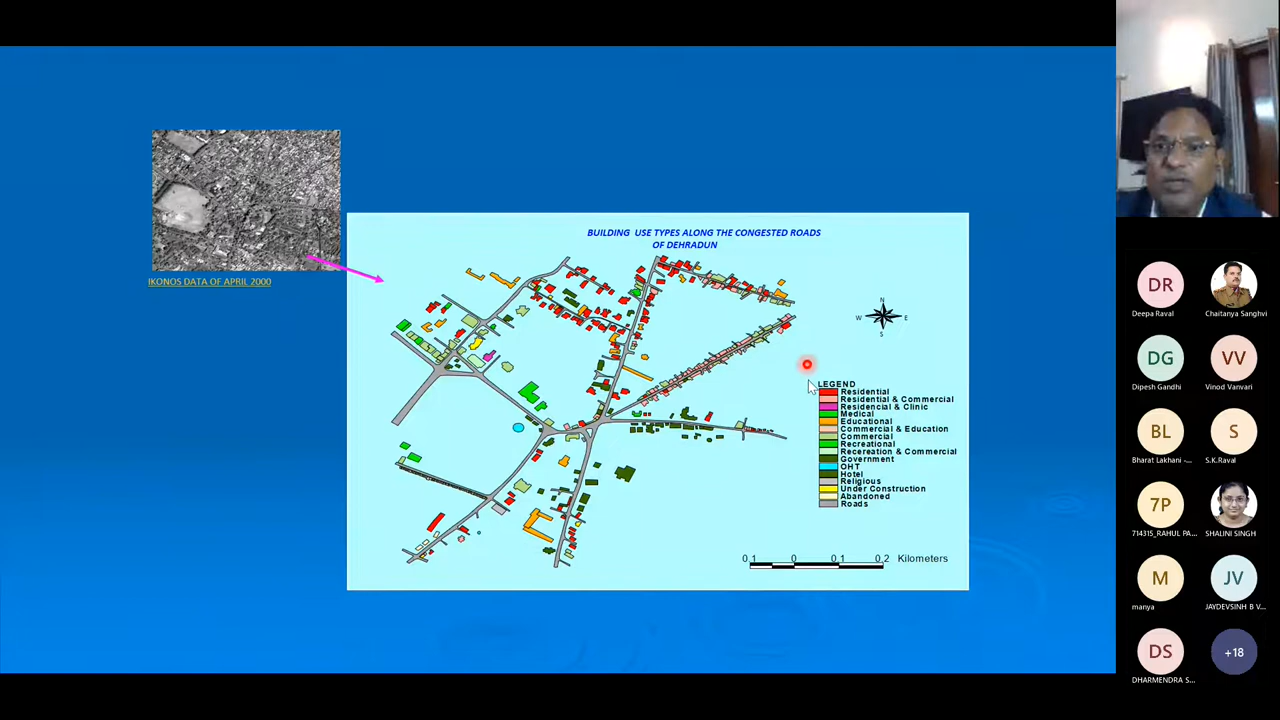 IKONOS DATA OF APRIL 2000
BUILDING USE TYPES ALONG THE CONGESTED ROADS
OF DEHRADUN
N
W
E
S
LEGEND
Residential
Residential & Commercial
Residencial & Clinic
Medical
Educational
Commercial & Education
Commercial
Recreational
Recereation & Commercial
Government
OHT
Hotel
Religious
Under Construction
Abandoned
Roads
0.1 0 0.1 0.2 Kilometers
DR
Deepa Raval
Chaitanya Sanghvi
DG
Dipesh Gandhi
VV
Vinod Vanvari
BL
Bharat Lakhani -...
S
S.K.Raval
7P
714315_RAHUL PA...
SHALINI SINGH
M
manya
JV
JAYDEVSINH B V...
DS
DHARMENDRA S...
+18